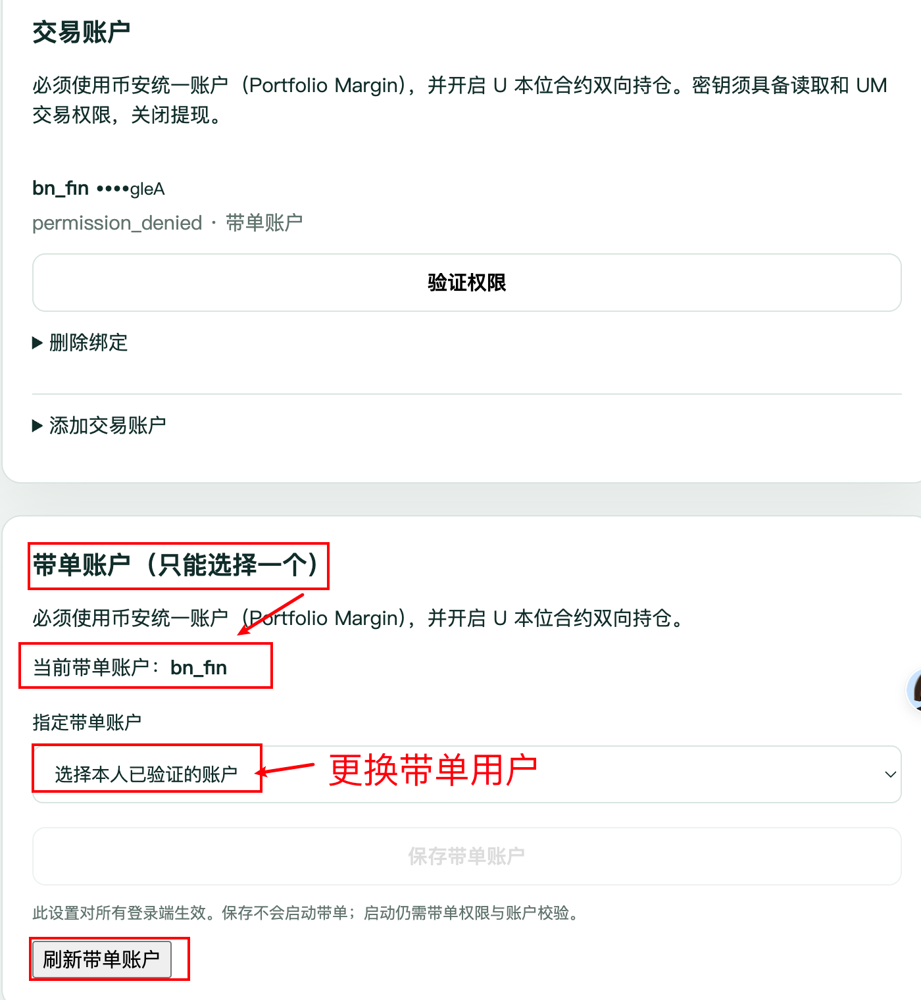 交易账户
必须使用币安统一账户（Portfolio Margin），并开启 U 本位合约双向持仓。密钥须具备读取和 UM
交易权限，关闭提现。
bn_fin ••••gleA
permission_denied · 带单账户
验证权限
▶ 删除绑定
▶ 添加交易账户
带单账户（只能选择一个）
必须使用币安统一账户（Portfolio Margin），并开启 U 本位合约双向持仓。
当前带单账户：bn_fin
指定带单账户
选择本人已验证的账户
更换带单用户
保存带单账户
此设置对所有登录端生效。保存不会启动带单；启动仍需带单权限与账户校验。
刷新带单账户